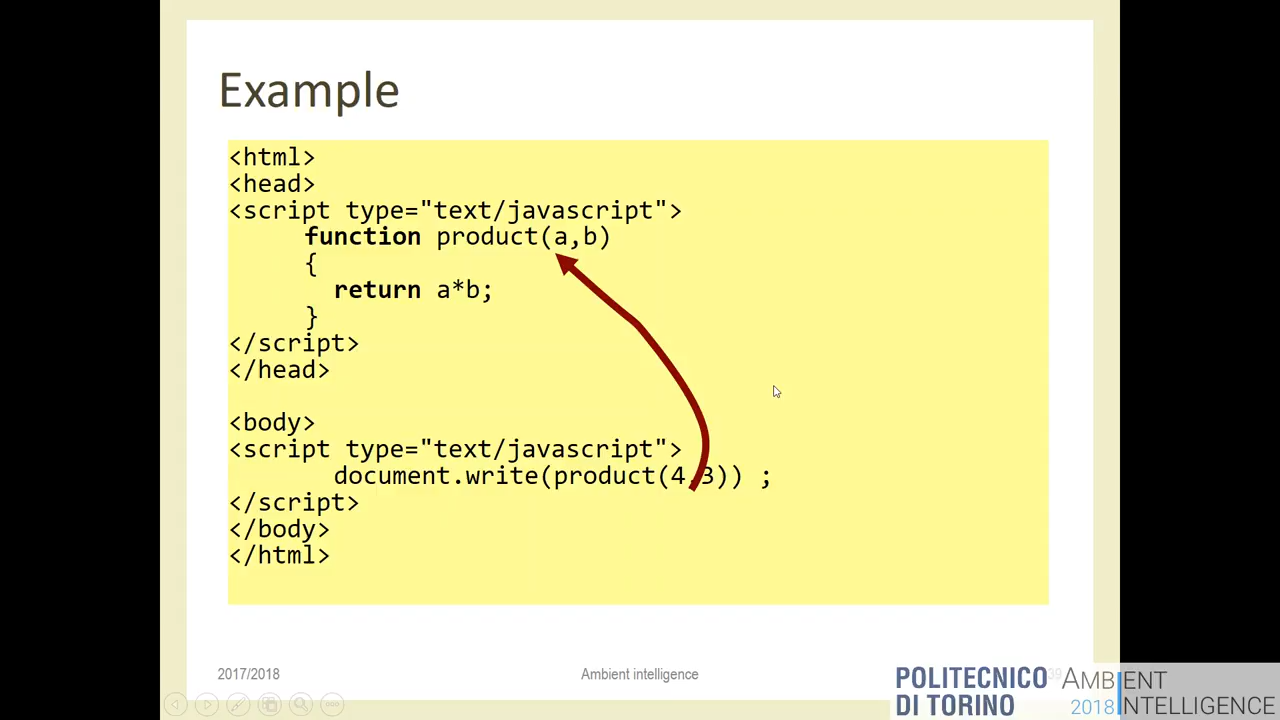 Example
<html>
<head>
<script type="text/javascript">
function product(a,b)
{
return a*b;
}
</script>
</head>
<body>
<script type="text/javascript">
document.write(product(4,3)) ;
</script>
</body>
</html>
2017/2018
Ambient intelligence
39
POLITECNICO
DI TORINO
AMBIENT
2018 INTELLIGENCE